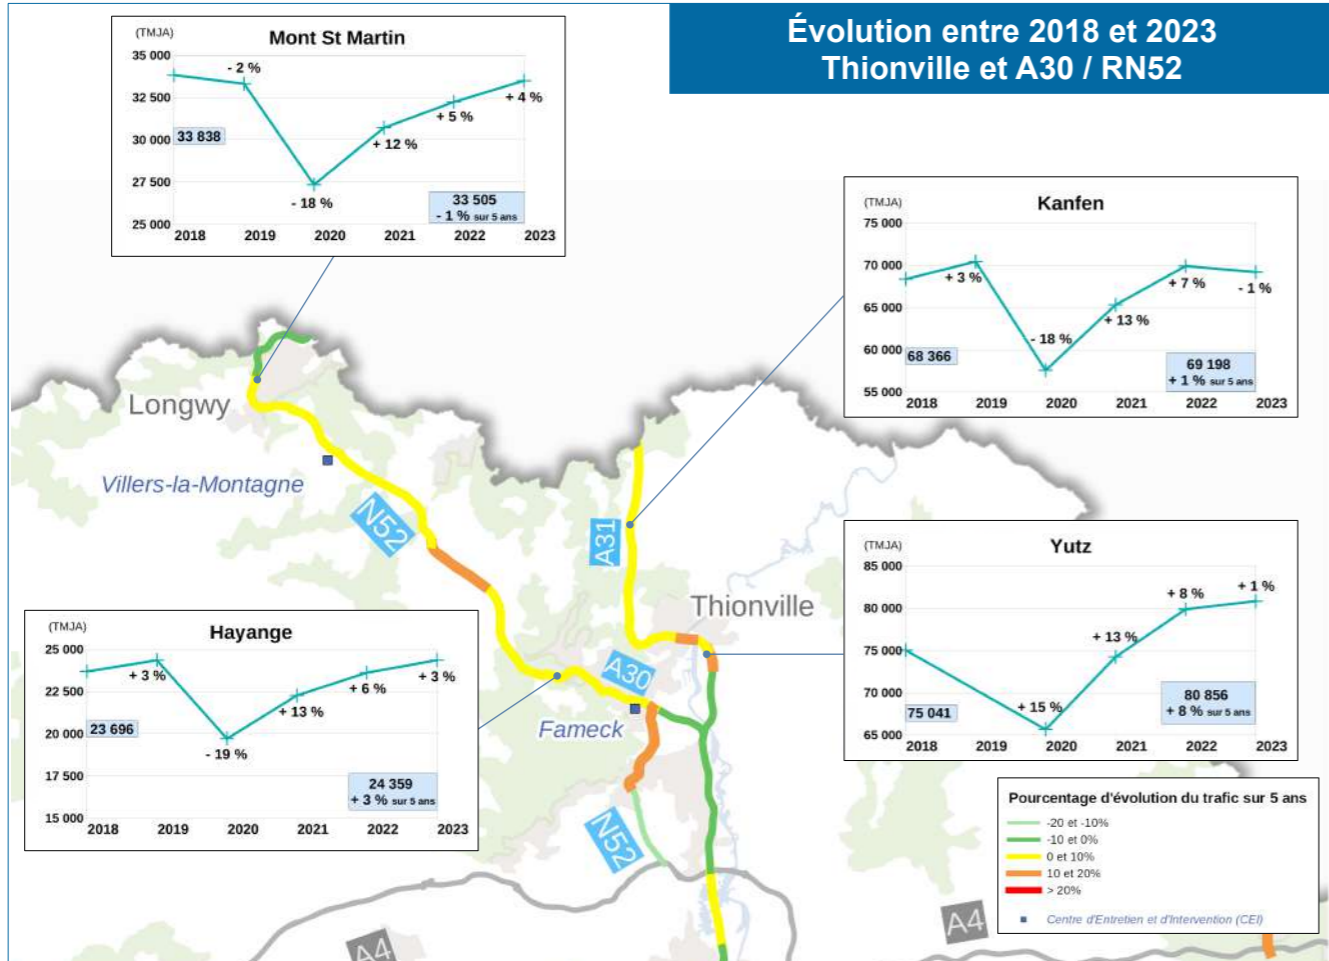 Évolution entre 2018 et 2023
Thionville et A30 / RN52
(TMJA)
Mont St Martin
35 000
32 500
30 000
27 500
25 000
- 2 %
- 18 %
+ 12 %
+ 5 %
+ 4 %
33 838
33 505
- 1 % sur 5 ans
2018 2019 2020 2021 2022 2023
(TMJA)
Kanfen
75 000
70 000
65 000
60 000
55 000
+ 3 %
- 18 %
+ 13 %
+ 7 %
- 1 %
68 366
69 198
+ 1 % sur 5 ans
2018 2019 2020 2021 2022 2023
Longwy
Villers-la-Montagne
N52
A31
Thionville
A30
Fameck
N52
A4
A4
(TMJA)
Yutz
85 000
80 000
75 000
70 000
65 000
+ 15 %
+ 13 %
+ 8 %
+ 1 %
75 041
80 856
+ 8 % sur 5 ans
2018 2019 2020 2021 2022 2023
(TMJA)
Hayange
25 000
22 500
20 000
17 500
15 000
+ 3 %
- 19 %
+ 13 %
+ 6 %
+ 3 %
23 696
24 359
+ 3 % sur 5 ans
2018 2019 2020 2021 2022 2023
Pourcentage d'évolution du trafic sur 5 ans
-20 et -10%
-10 et 0%
0 et 10%
10 et 20%
> 20%
Centre d'Entretien et d'Intervention (CEI)